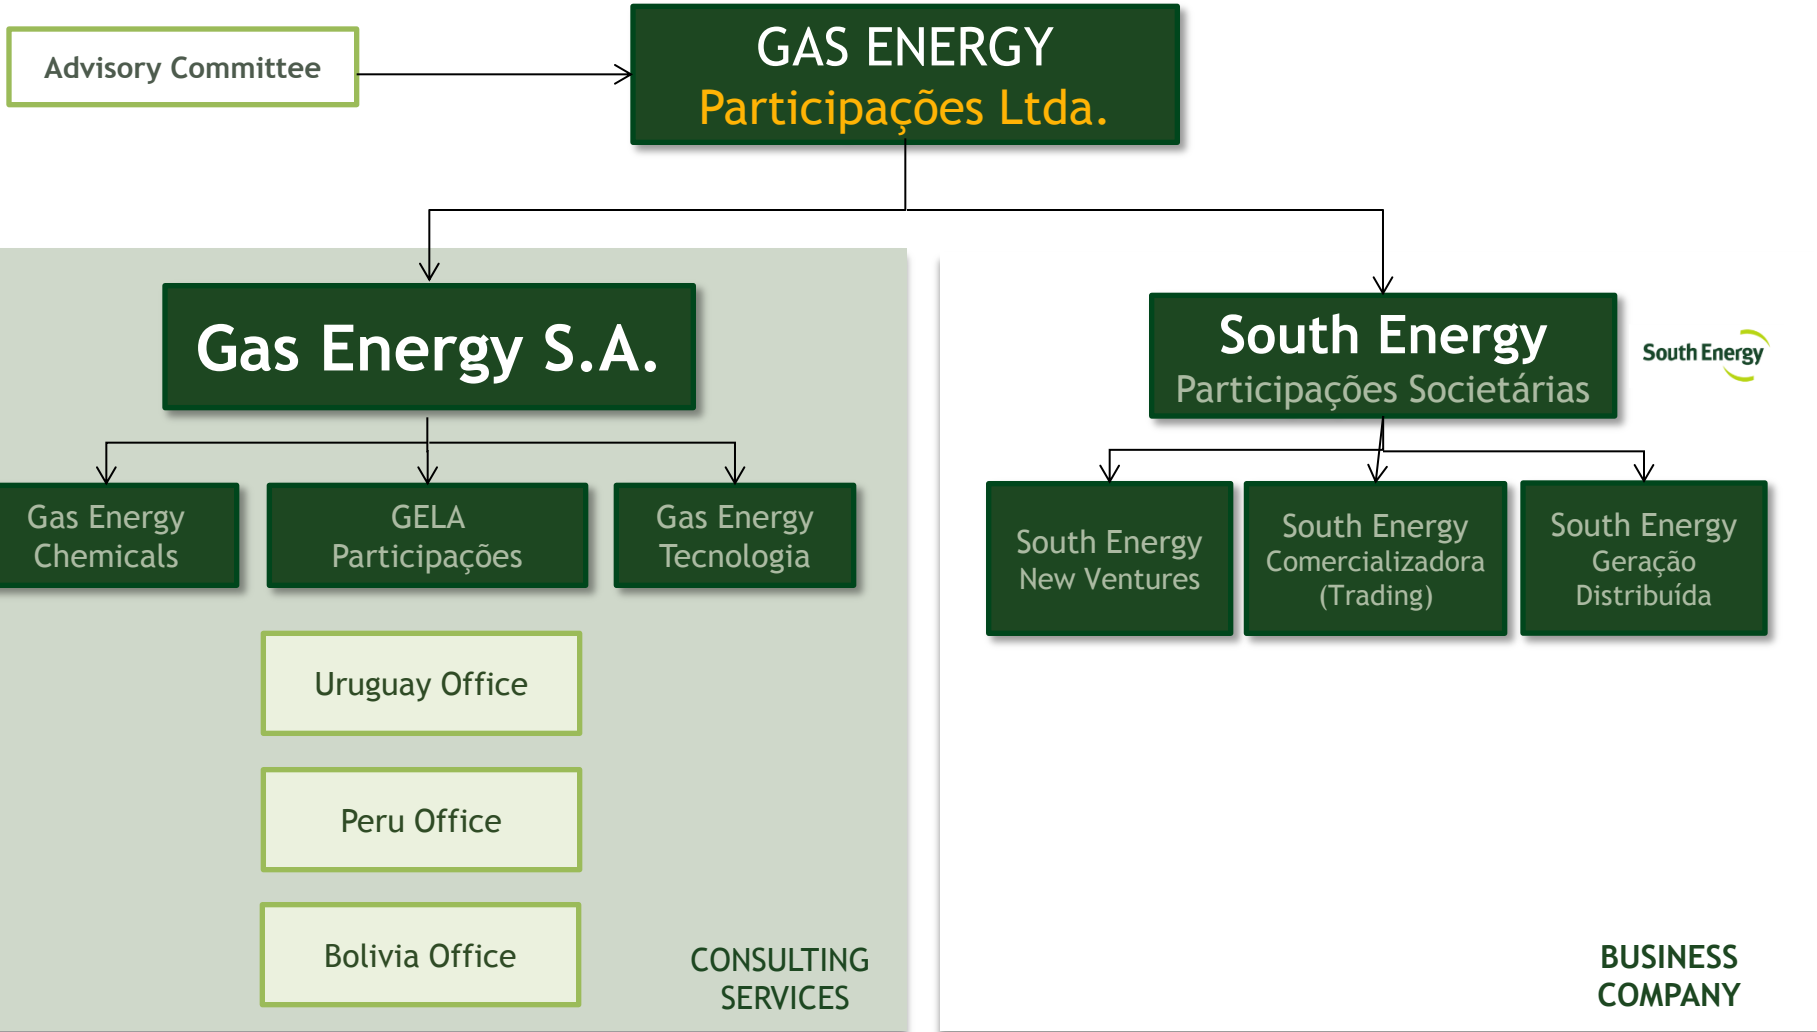 Advisory Committee
GAS ENERGY
Participações Ltda.
Gas Energy S.A.
South Energy
Participações Societárias
South Energy
Gas Energy
Chemicals
GELA
Participações
Gas Energy
Tecnologia
South Energy
New Ventures
South Energy
Comercializadora
(Trading)
South Energy
Geração
Distribuída
Uruguay Office
Peru Office
Bolivia Office
CONSULTING
SERVICES
BUSINESS
COMPANY